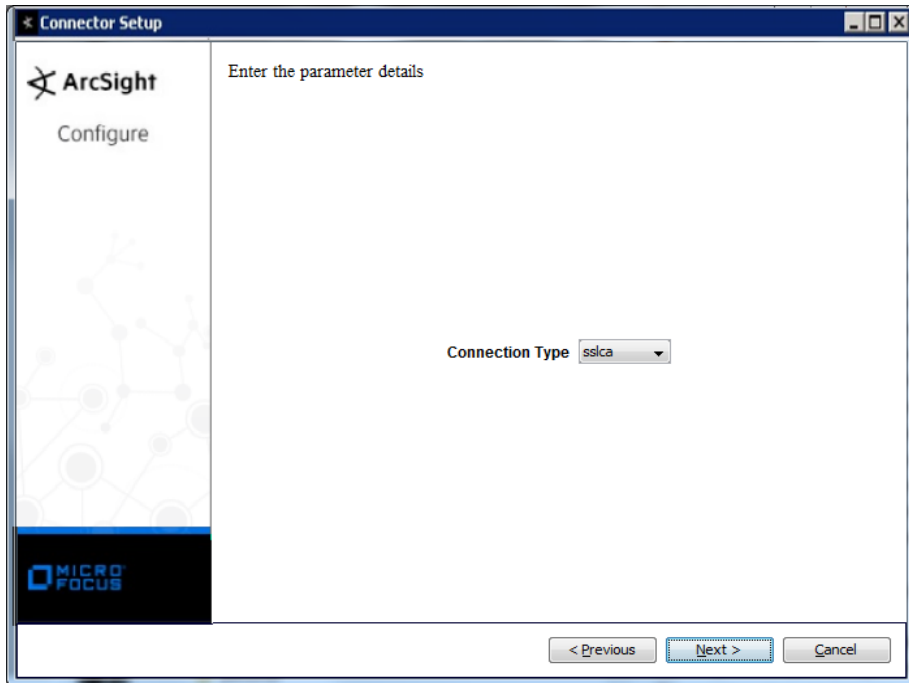 Connector Setup
ArcSight
Configure
Enter the parameter details
Connection Type sslca
MICRO
FOCUS
< Previous Next > Cancel